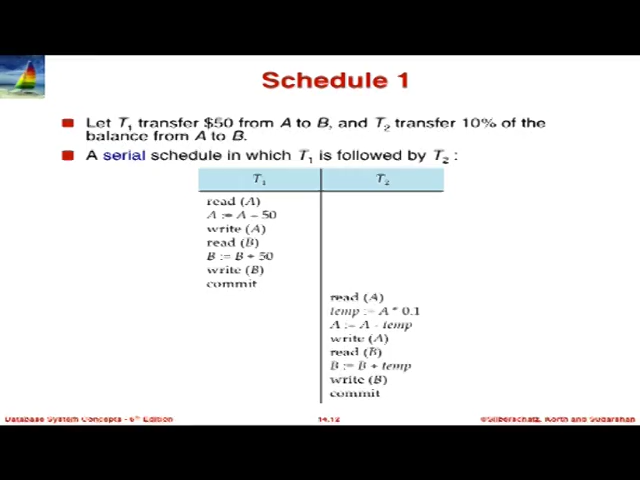 Schedule 1
Let T1 transfer $50 from A to B, and T2 transfer 10% of the
balance from A to B.
A serial schedule in which T1 is followed by T2 :
T1 T2
read (A)
A := A – 50
write (A)
read (B)
B := B + 50
write (B)
commit
read (A)
temp := A * 0.1
A := A - temp
write (A)
read (B)
B := B + temp
write (B)
commit
Database System Concepts - 6th Edition 14.12 ©Silberschatz, Korth and Sudarshan